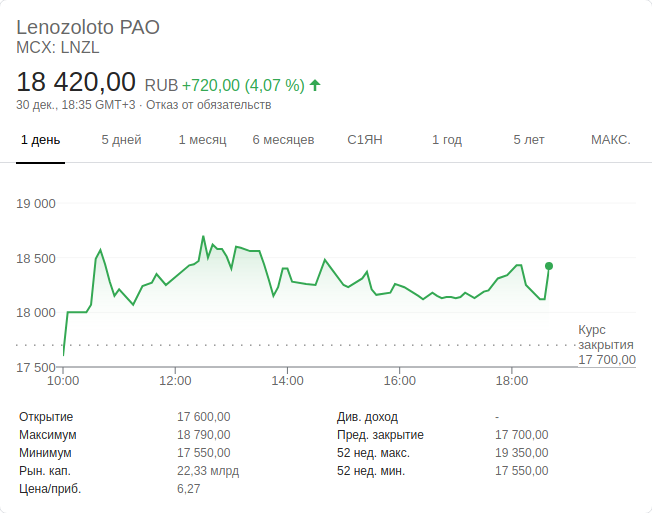 Lenozoloto PAO
MCX: LNZL
18 420,00 RUB +720,00 (4,07 %)
30 дек., 18:35 GMT+3 · Отказ от обязательств
1 день 5 дней 1 месяц 6 месяцев С1ЯН 1 год 5 лет МАКС.
19 000
18 500
18 000
Курс
закрытия
17 700,00
17 500
10:00 12:00 14:00 16:00 18:00
Открытие 17 600,00 Див. доход -
Максимум 18 790,00 Пред. закрытие 17 700,00
Минимум 17 550,00 52 нед. макс. 19 350,00
Рын. кап. 22,33 млрд 52 нед. мин. 17 550,00
Цена/приб. 6,27